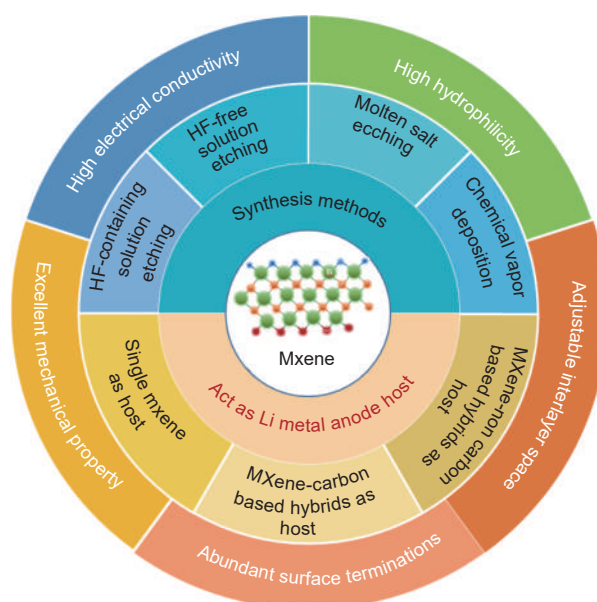 High electrical conductivity
High hydrophilicity
HF-free
solution
etching
Molten salt
ecching
HF-containing
solution
etching
Synthesis methods
Chemical vapor
deposition
Excellent mechanical property
Adjustable interlayer space
Mxene
Single mxene
as host
Act as Li metal anode host
MXene-non carbon
based hybrids as
host
MXene-carbon
based hybrids as
host
Abundant surface terminations